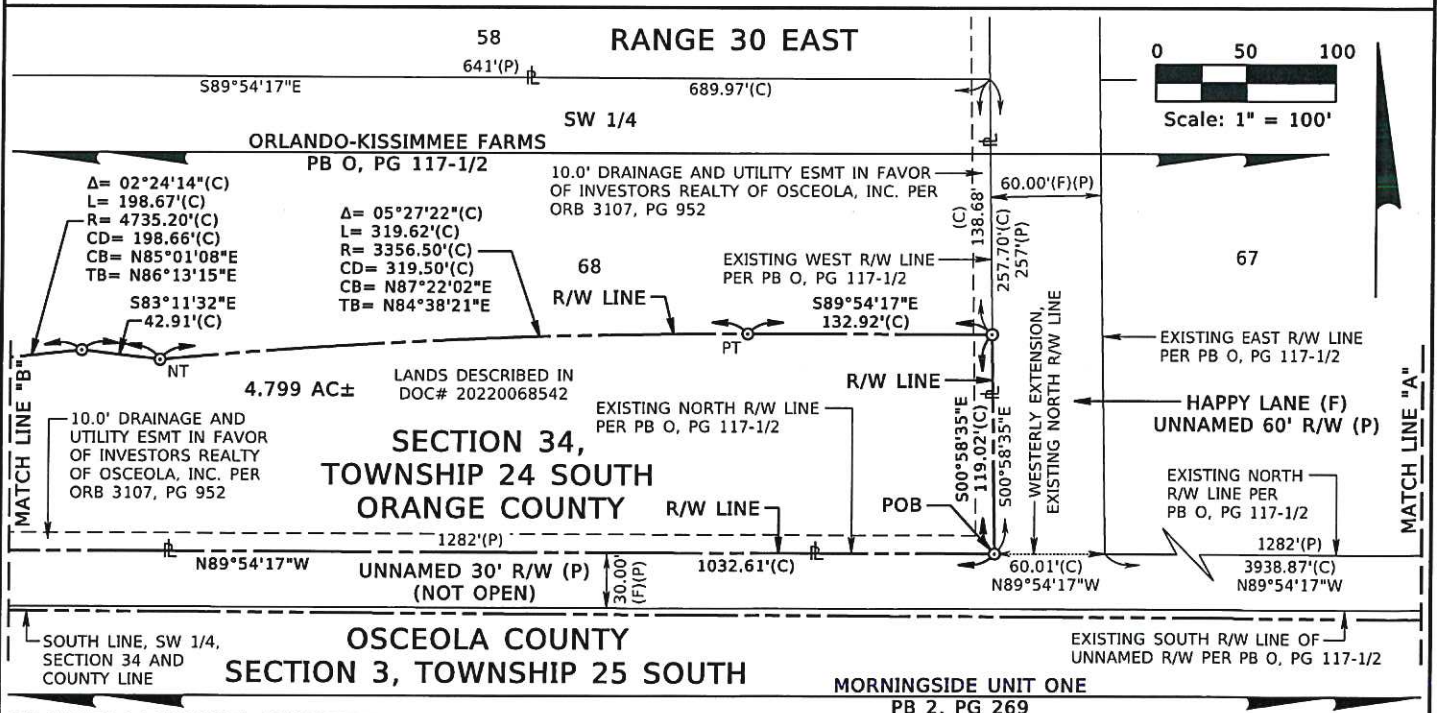 58
RANGE 30 EAST
0 50 100
Scale: 1" = 100'
641'(P)
PL
S89°54'17"E
689.97'(C)
SW 1/4
ORLANDO-KISSIMMEE FARMS
PB O, PG 117-1/2
Δ= 02°24'14"(C)
L= 198.67'(C)
R= 4735.20'(C)
CD= 198.66'(C)
CB= N85°01'08"E
TB= N86°13'15"E
S83°11'32"E
42.91'(C)
Δ= 05°27'22"(C)
L= 319.62'(C)
R= 3356.50'(C)
CD= 319.50'(C)
CB= N87°22'02"E
TB= N84°38'21"E
10.0' DRAINAGE AND UTILITY ESMT IN FAVOR
OF INVESTORS REALTY OF OSCEOLA, INC. PER
ORB 3107, PG 952
138.68'
(C)
PL
60.00'(F)(P)
257.70'(C)
257'(P)
68
67
EXISTING WEST R/W LINE
PER PB O, PG 117-1/2
R/W LINE
S89°54'17"E
132.92'(C)
PT
NT
EXISTING EAST R/W LINE
PER PB O, PG 117-1/2
MATCH LINE "B"
4.799 AC±
LANDS DESCRIBED IN
DOC# 20220068542
R/W LINE
PL
S00°58'35"E
119.02'(C)
S00°58'35"E
WESTERLY EXTENSION,
EXISTING NORTH R/W LINE
HAPPY LANE (F)
UNNAMED 60' R/W (P)
MATCH LINE "A"
10.0' DRAINAGE AND
UTILITY ESMT IN FAVOR
OF INVESTORS REALTY
OF OSCEOLA, INC. PER
ORB 3107, PG 952
EXISTING NORTH R/W LINE
PER PB O, PG 117-1/2
SECTION 34,
TOWNSHIP 24 SOUTH
ORANGE COUNTY
R/W LINE
POB
EXISTING NORTH
R/W LINE PER
PB O, PG 117-1/2
1282'(P)
PL
N89°54'17"W
1032.61'(C)
PL
60.01'(C)
N89°54'17"W
1282'(P)
3938.87'(C)
N89°54'17"W
UNNAMED 30' R/W (P)
(NOT OPEN)
30.00'
(F)(P)
SOUTH LINE, SW 1/4,
SECTION 34 AND
COUNTY LINE
OSCEOLA COUNTY
SECTION 3, TOWNSHIP 25 SOUTH
EXISTING SOUTH R/W LINE OF
UNNAMED R/W PER PB O, PG 117-1/2
MORNINGSIDE UNIT ONE
PB 2, PG 269